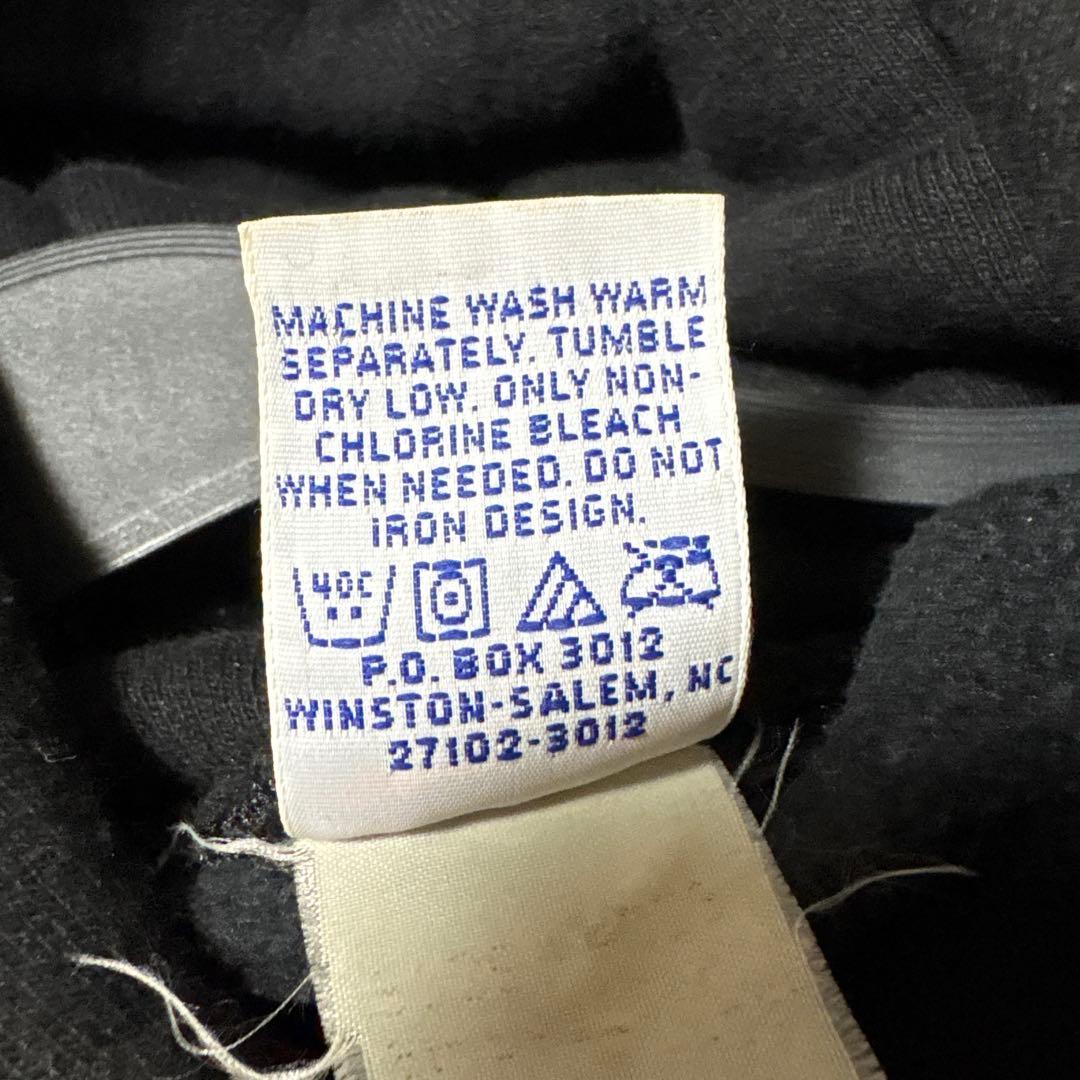 MACHINE WASH WARM
SEPARATELY. TUMBLE
DRY LOW. ONLY NON-
CHLORINE BLEACH
WHEN NEEDED. DO NOT
IRON DESIGN.
40C
P.O. BOX 3012
WINSTON-SALEM, NC
27102-3012